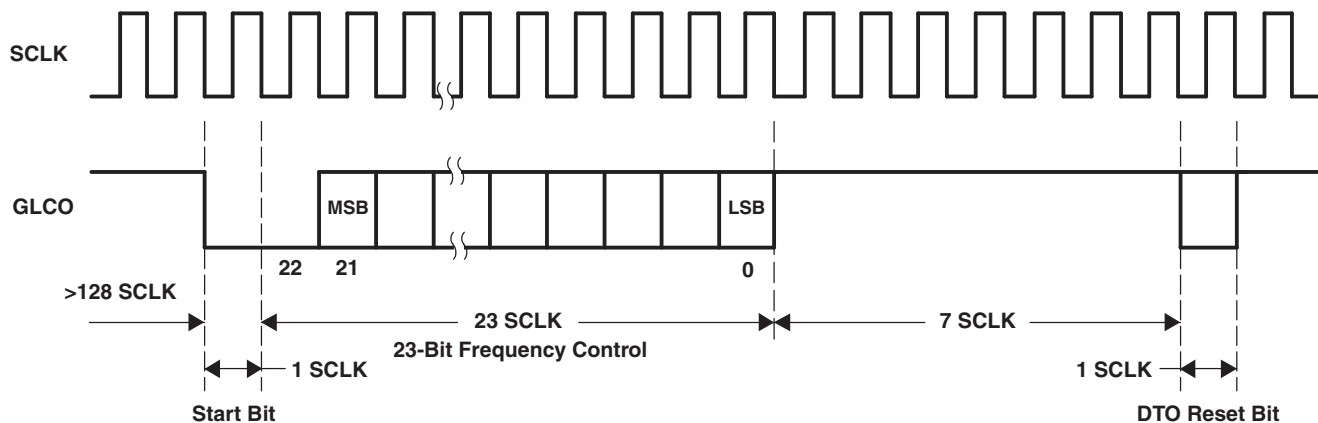 SCLK
GLCO
MSB
LSB
22
21
0
>128 SCLK
23 SCLK
7 SCLK
23-Bit Frequency Control
1 SCLK
1 SCLK
Start Bit
DTO Reset Bit